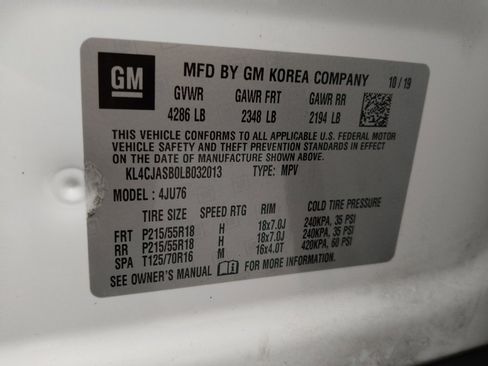 GM
MFD BY GM KOREA COMPANY 10/19
GVWR GAWR FRT GAWR RR
4286 LB 2348 LB 2194 LB
THIS VEHICLE CONFORMS TO ALL APPLICABLE U.S. FEDERAL MOTOR
VEHICLE SAFETY AND THEFT PREVENTION STANDARDS IN EFFECT ON THE
DATE OF MANUFACTURE SHOWN ABOVE.
KL4CJASB0LB032013 TYPE: MPV
MODEL: 4JU76
TIRE SIZE SPEED RTG RIM COLD TIRE PRESSURE
FRT P215/55R18 H 18x7.0J 240KPA, 35 PSI
RR P215/55R18 H 18x7.0J 240KPA, 35 PSI
SPA T125/70R16 M 16x4.0T 420KPA, 60 PSI
SEE OWNER'S MANUAL FOR MORE INFORMATION.